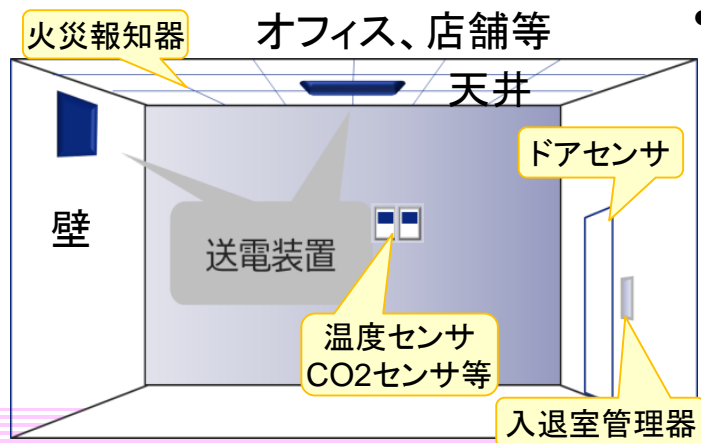 オフィス、店舗等
火災報知器
天井
ドアセンサ
壁
送電装置
温度センサ
CO2センサ等
入退室管理器